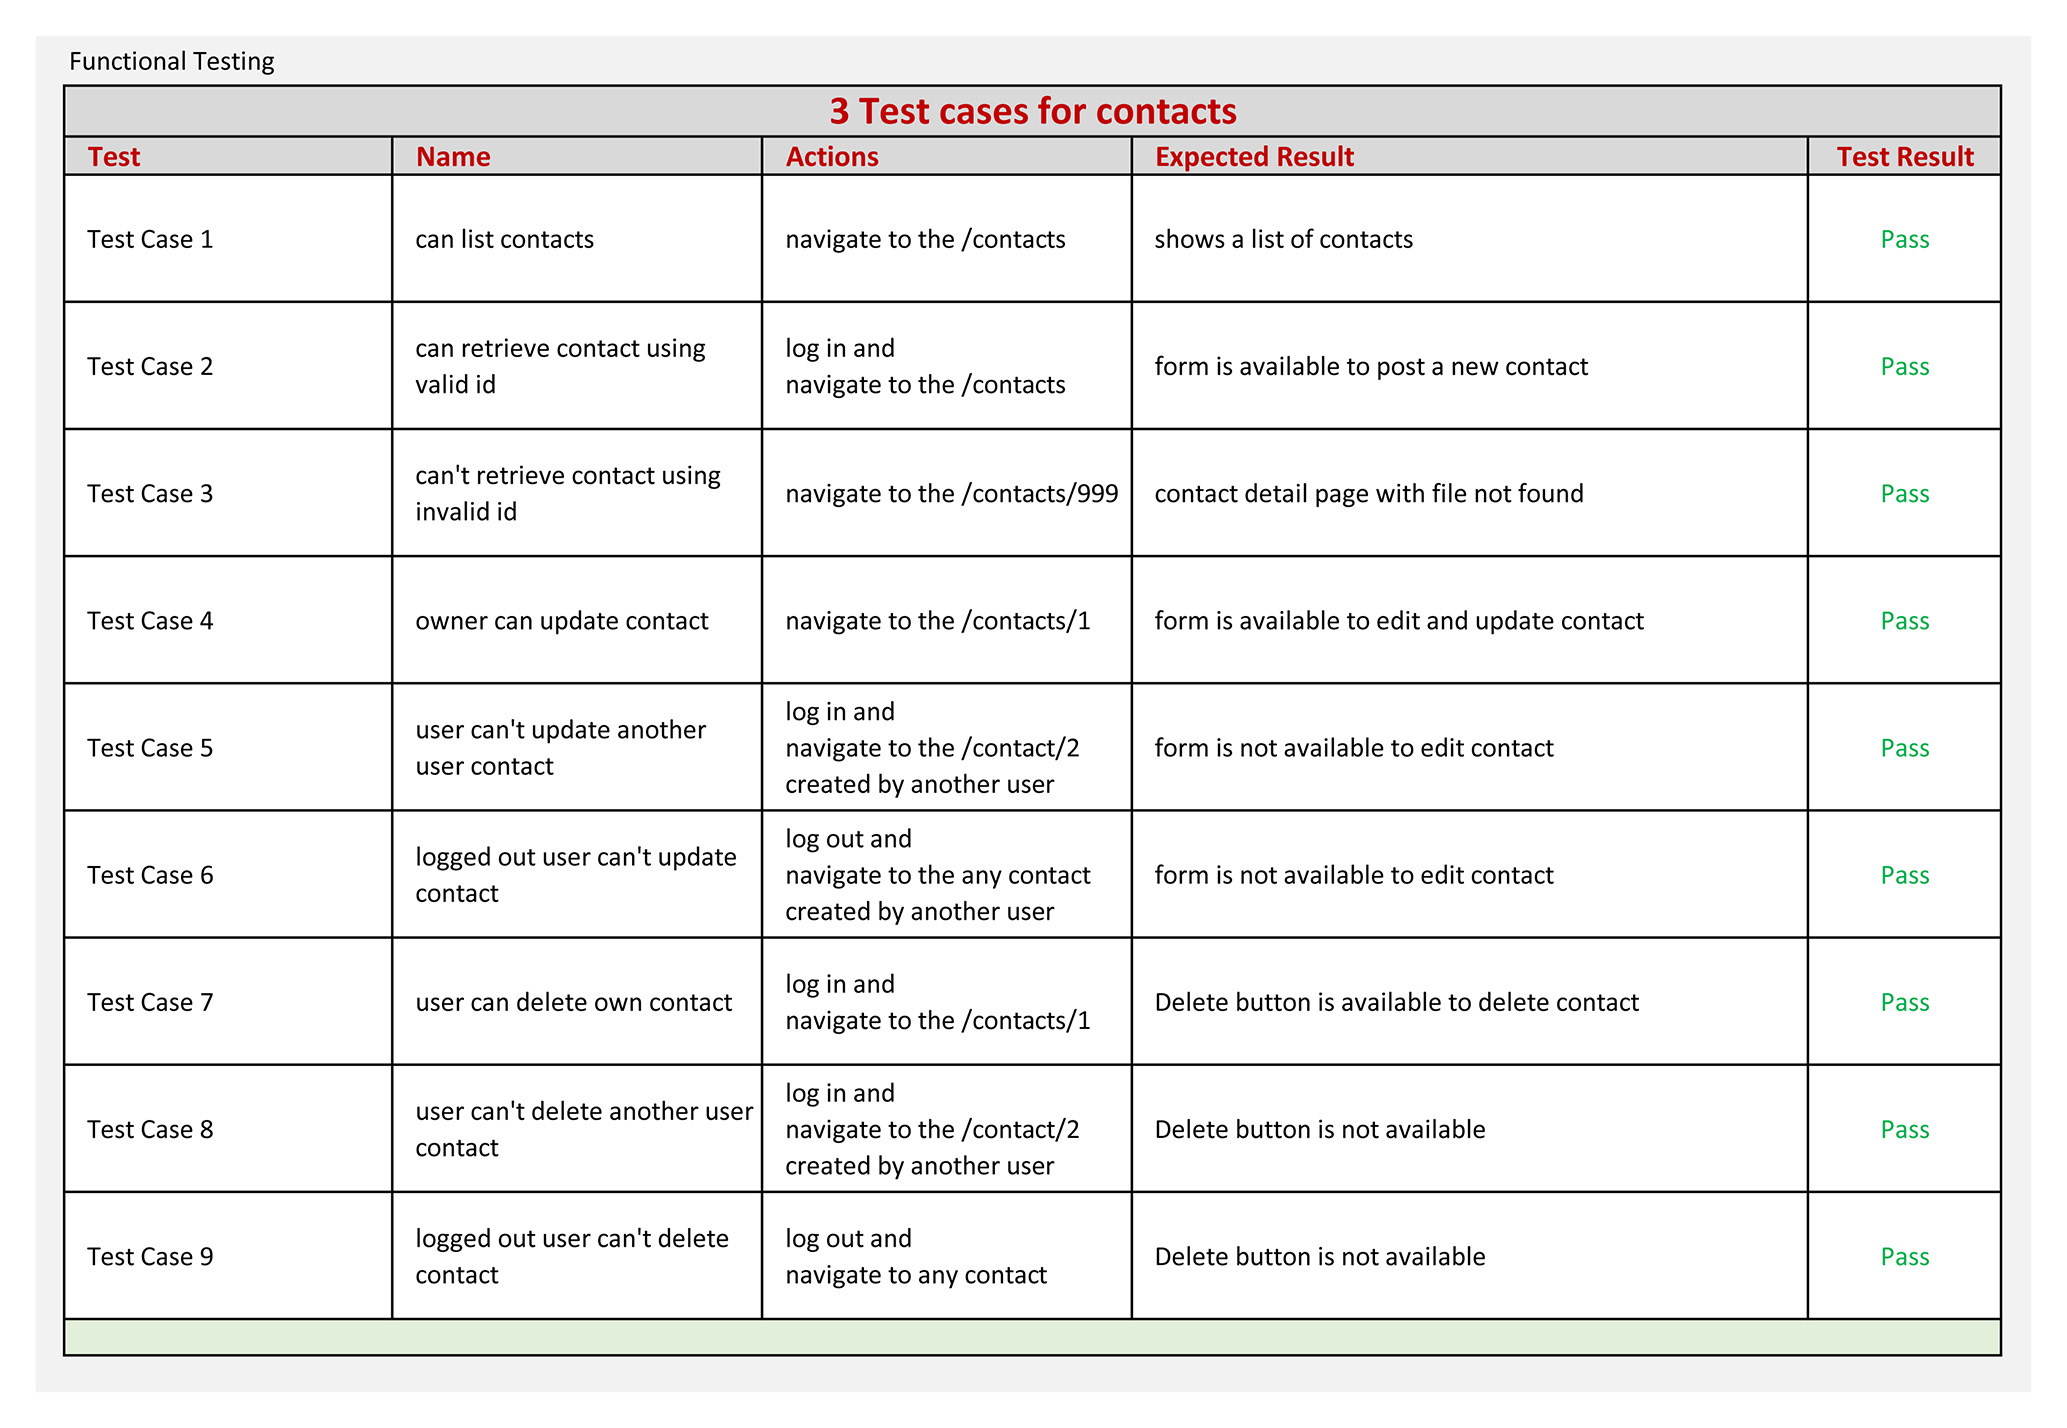 Functional Testing
3 Test cases for contacts
Test Name Actions Expected Result Test Result
Test Case 1
can list contacts
navigate to the /contacts
shows a list of contacts
Pass
Test Case 2
can retrieve contact using
valid id
log in and
navigate to the /contacts
form is available to post a new contact
Pass
Test Case 3
can't retrieve contact using
invalid id
navigate to the /contacts/999
contact detail page with file not found
Pass
Test Case 4
owner can update contact
navigate to the /contacts/1
form is available to edit and update contact
Pass
Test Case 5
user can't update another
user contact
log in and
navigate to the /contact/2
created by another user
form is not available to edit contact
Pass
Test Case 6
logged out user can't update
contact
log out and
navigate to the any contact
created by another user
form is not available to edit contact
Pass
Test Case 7
user can delete own contact
log in and
navigate to the /contacts/1
Delete button is available to delete contact
Pass
Test Case 8
user can't delete another user
contact
log in and
navigate to the /contact/2
created by another user
Delete button is not available
Pass
Test Case 9
logged out user can't delete
contact
log out and
navigate to any contact
Delete button is not available
Pass